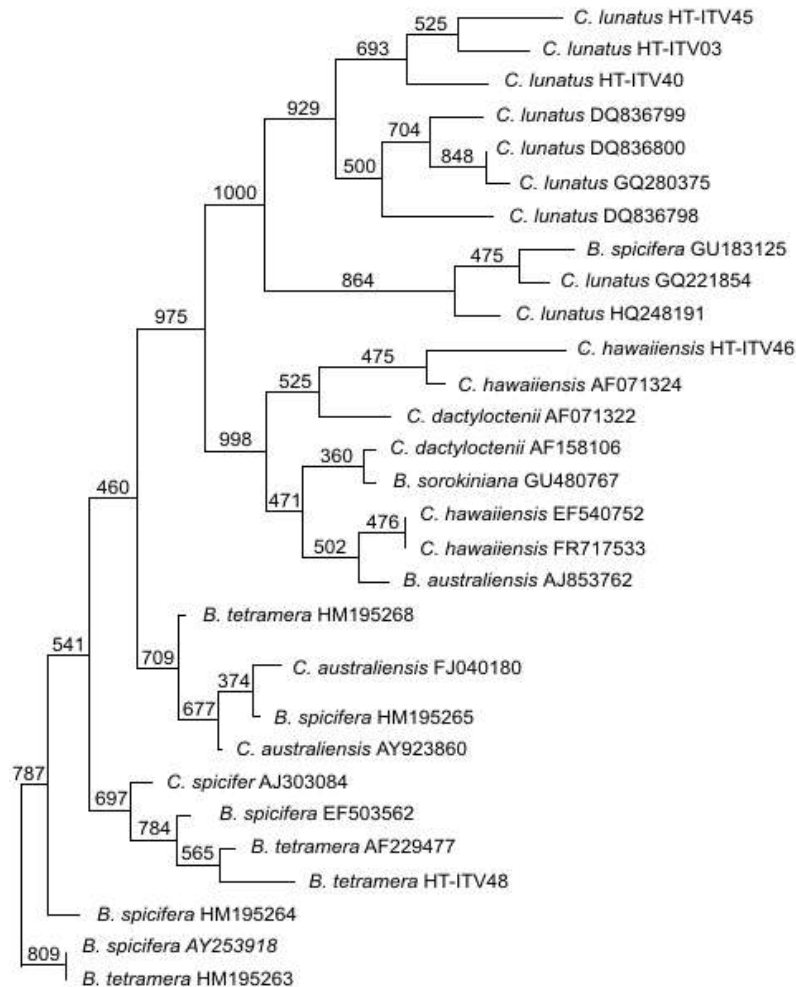 525
C. lunatus HT-ITV45
693
C. lunatus HT-ITV03
C. lunatus HT-ITV40
929
704
C. lunatus DQ836799
C. lunatus DQ836800
848
500
C. lunatus GQ280375
1000
C. lunatus DQ836798
475
B. spicifera GU183125
864
C. lunatus GQ221854
C. lunatus HQ248191
975
475
C. hawaiiensis HT-ITV46
525
C. hawaiiensis AF071324
C. dactyloctenii AF071322
998
360
C. dactyloctenii AF158106
B. sorokiniana GU480767
460
471
476
C. hawaiiensis EF540752
502
C. hawaiiensis FR717533
B. australiensis AJ853762
B. tetramera HM195268
541
709
374
C. australiensis FJ040180
677
B. spicifera HM195265
C. australiensis AY923860
787
C. spicifer AJ303084
697
784
B. spicifera EF503562
565
B. tetramera AF229477
B. tetramera HT-ITV48
B. spicifera HM195264
809
B. spicifera AY253918
B. tetramera HM195263